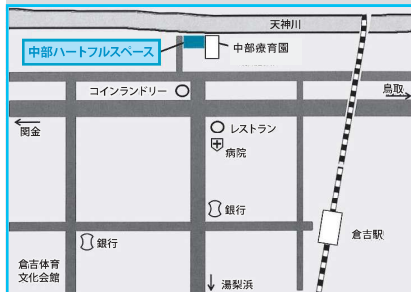 天神川
中部ハートフルスペース
中部療育園
コインランドリー
鳥取
関金
レストラン
病院
銀行
銀行
倉吉駅
倉吉体育
文化会館
湯梨浜